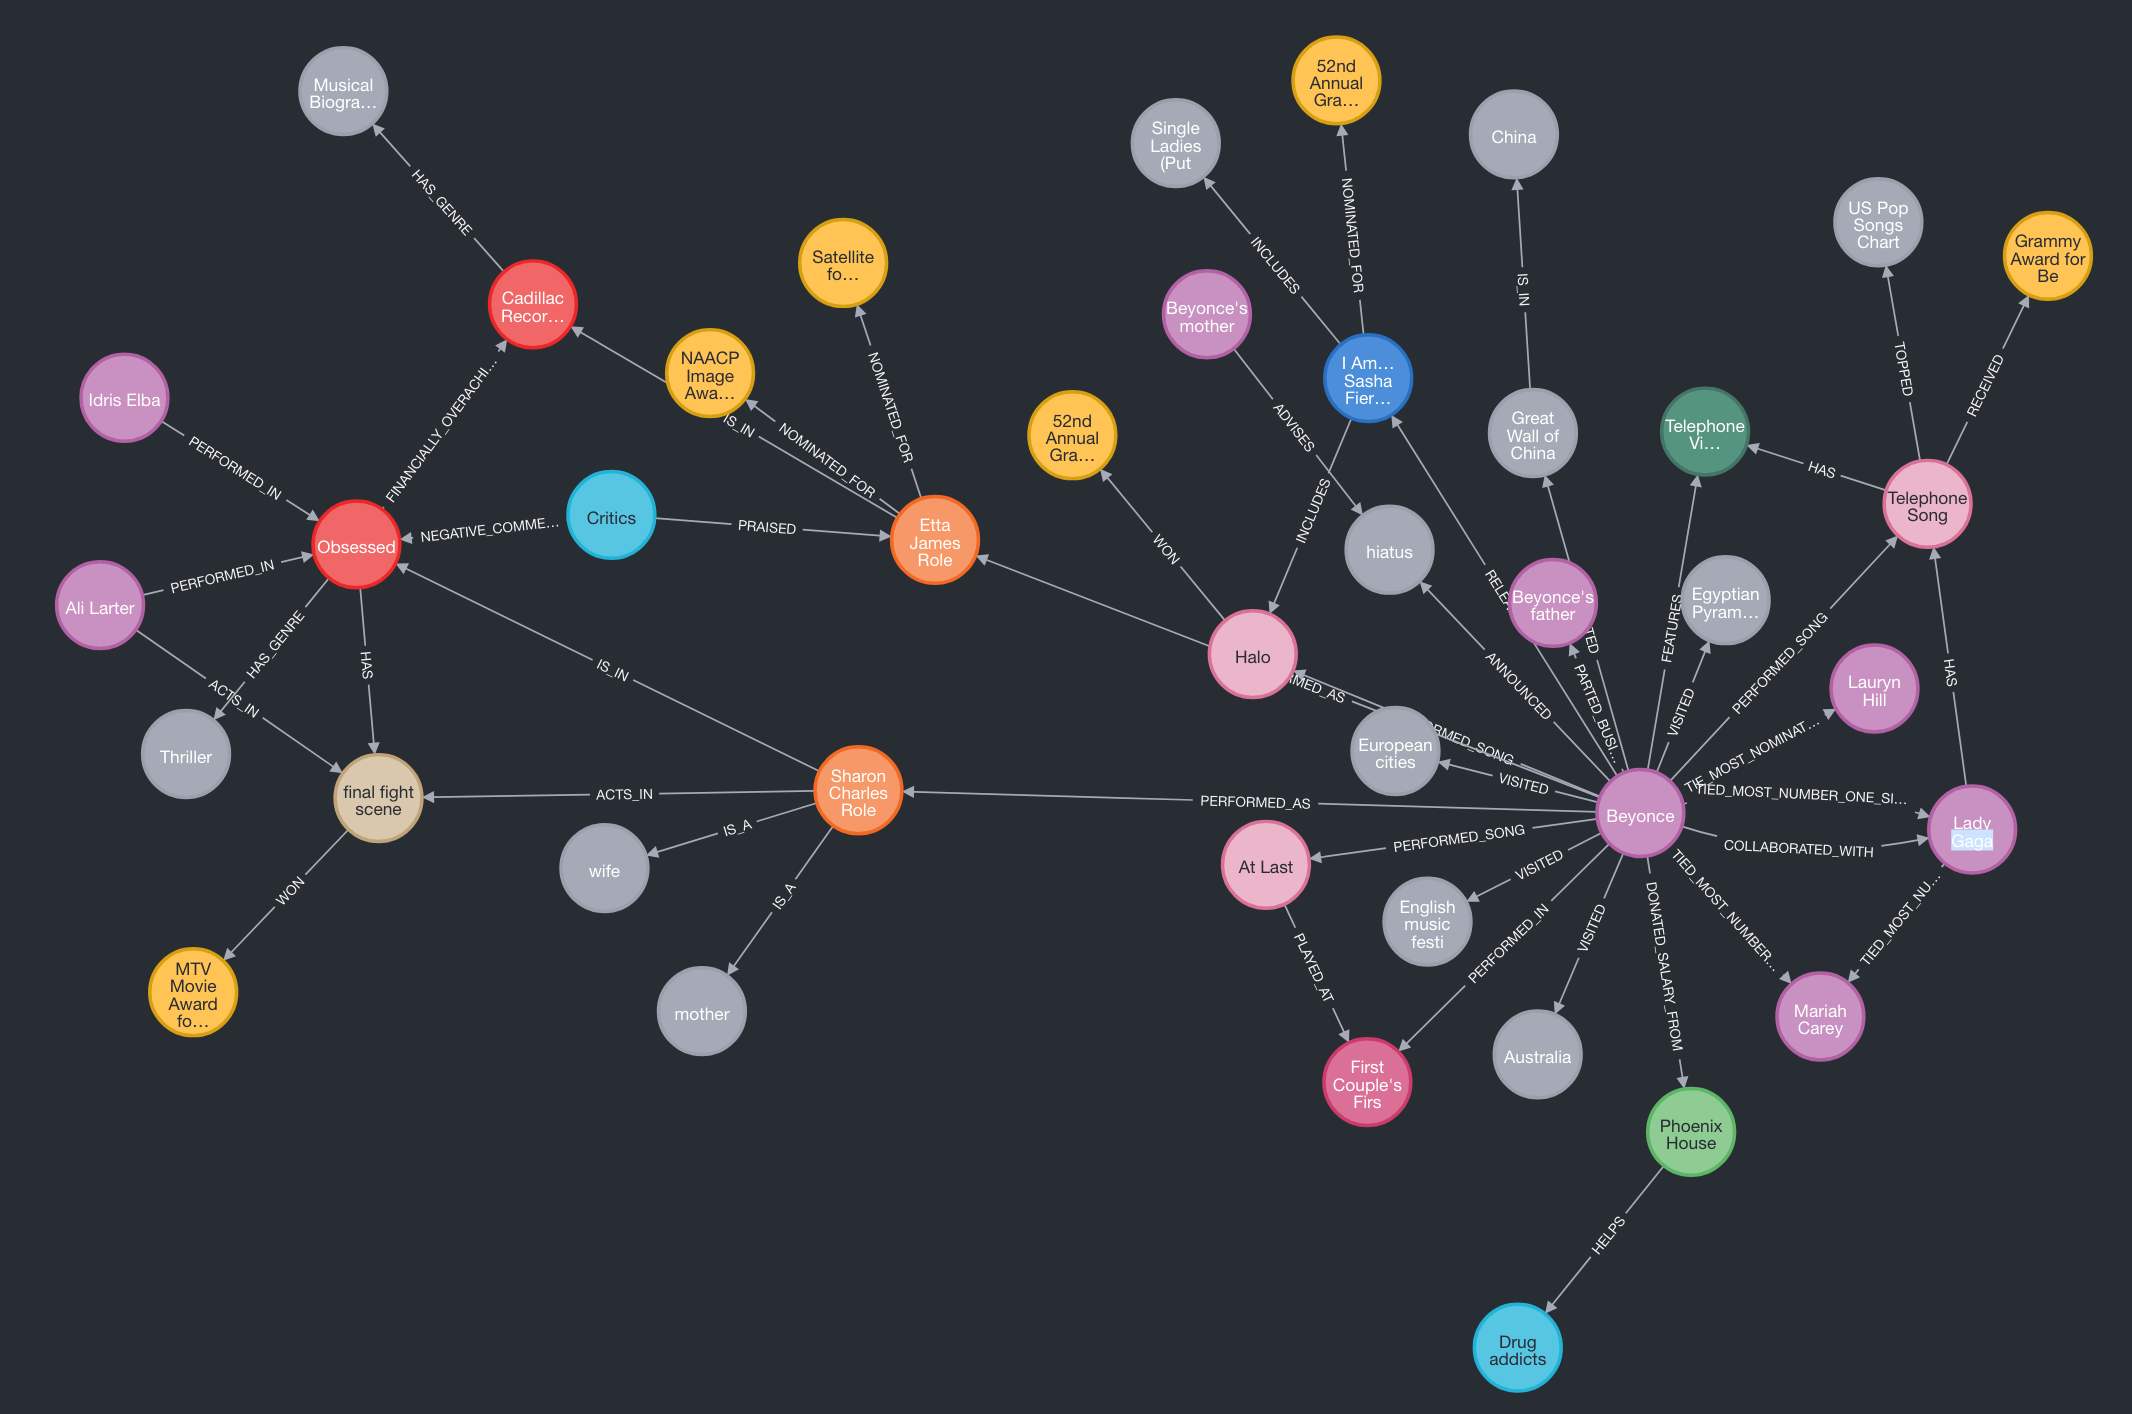 Musical
Biogra…
HAS_GENRE
Cadillac
Recor…
Satellite
fo…
NAACP
Image
Awa…
IS_IN
NOMINATED_FOR
NOMINATED_FOR
Idris Elba
PERFORMED_IN
FINANCIALLY_OVERACHI…
Obsessed
NEGATIVE_COMME…
Critics
PRAISED
Etta
James
Role
Ali Larter
PERFORMED_IN
HAS_GENRE
HAS
ACTS_IN
IS_IN
Thriller
final fight
scene
ACTS_IN
Sharon
Charles
Role
IS_A
wife
IS_A
mother
WON
MTV
Movie
Award
fo…
52nd
Annual
Gra…
Single
Ladies
(Put
China
INCLUDES
NOMINATED_FOR
IS_IN
Beyonce's
mother
ADVISES
I Am…
Sasha
Fier…
INCLUDES
52nd
Annual
Gra…
WON
Halo
hiatus
Great
Wall of
China
US Pop
Songs
Chart
Grammy
Award for
Be
TOPPED
RECEIVED
Telephone
Vi…
HAS
Telephone
Song
Beyonce's
father
TED
FEATURES
Egyptian
Pyram…
PERFORMED_SONG
VISITED
PARTED_BUSI…
ANNOUNCED
RMED_AS
RMED_SONG
European
cities
VISITED
Lauryn
Hill
HAS
TIE_MOST_NOMINAT…
TIED_MOST_NUMBER_ONE_SI…
PERFORMED_AS
Beyonce
Lady
Gaga
COLLABORATED_WITH
PERFORMED_SONG
At Last
VISITED
English
music
festi
PERFORMED_IN
VISITED
DONATED_SALARY_FROM
TIED_MOST_NUMBER…
TIED_MOST_NU…
PLAYED_AT
Mariah
Carey
Australia
First
Couple's
Firs
Phoenix
House
HELPS
Drug
addicts